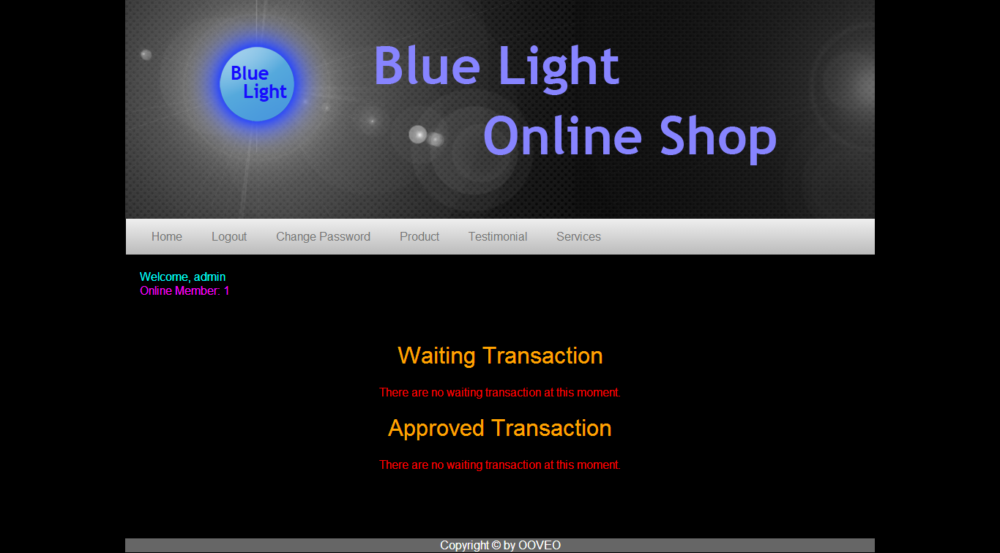 Blue
Light
Blue Light
Online Shop
Home Logout Change Password Product Testimonial Services
Welcome, admin
Online Member: 1
Waiting Transaction
There are no waiting transaction at this moment.
Approved Transaction
There are no waiting transaction at this moment.
Copyright © by OOVEO